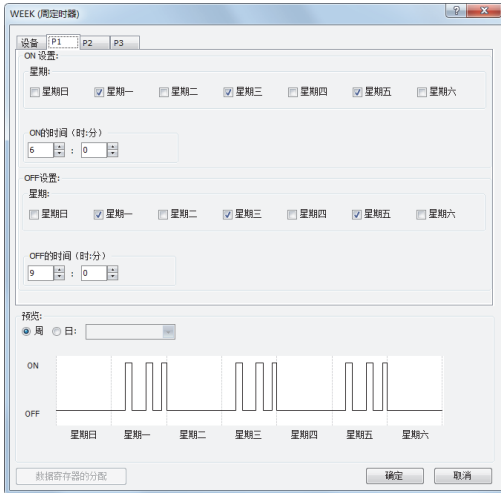 WEEK (周定时器)
设备 P1 P2 P3
ON 设置:
星期:
星期日 星期一 星期二 星期三 星期四 星期五 星期六
ON的时间（时:分）
6 : 0
OFF设置:
星期:
星期日 星期一 星期二 星期三 星期四 星期五 星期六
OFF的时间（时:分）
9 : 0
预览:
周 日:
ON
OFF
星期日 星期一 星期二 星期三 星期四 星期五 星期六
数据寄存器的分配 确定 取消